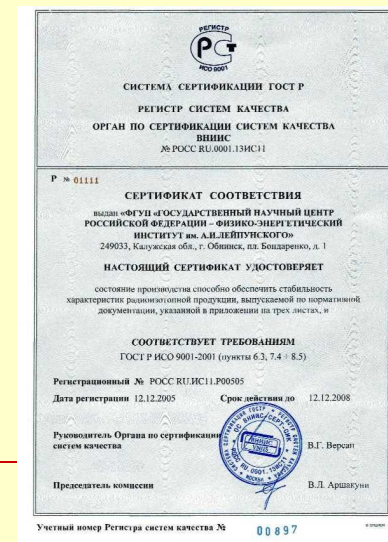 РЕГИСТР
РСТ
ИСО 9001
СИСТЕМА СЕРТИФИКАЦИИ ГОСТ Р
РЕГИСТР СИСТЕМ КАЧЕСТВА
ОРГАН ПО СЕРТИФИКАЦИИ СИСТЕМ КАЧЕСТВА
ВНИИС
№ РОСС RU.0001.13ИС11
Р № 01111
СЕРТИФИКАТ СООТВЕТСТВИЯ
выдан «ФГУП «ГОСУДАРСТВЕННЫЙ НАУЧНЫЙ ЦЕНТР
РОССИЙСКОЙ ФЕДЕРАЦИИ – ФИЗИКО-ЭНЕРГЕТИЧЕСКИЙ
ИНСТИТУТ им. А.И.ЛЕЙПУНСКОГО»
249033, Калужская обл., г. Обнинск, пл. Бондаренко, д. 1
НАСТОЯЩИЙ СЕРТИФИКАТ УДОСТОВЕРЯЕТ
состояние производства способно обеспечить стабильность
характеристик радиоизотопной продукции, выпускаемой по нормативной
документации, указанной в приложении на трех листах, и
СООТВЕТСТВУЕТ ТРЕБОВАНИЯМ
ГОСТ Р ИСО 9001-2001 (пункты 6.3, 7.4 ÷ 8.5)
Регистрационный № РОСС RU.ИС11.Р00505
Дата регистрации 12.12.2005 Срок действия до 12.12.2008
Руководитель Органа по сертификации
систем качества В.Г. Версан
Председатель комиссии В.Л. Аршакуни
Учетный номер Регистра систем качества № 00897